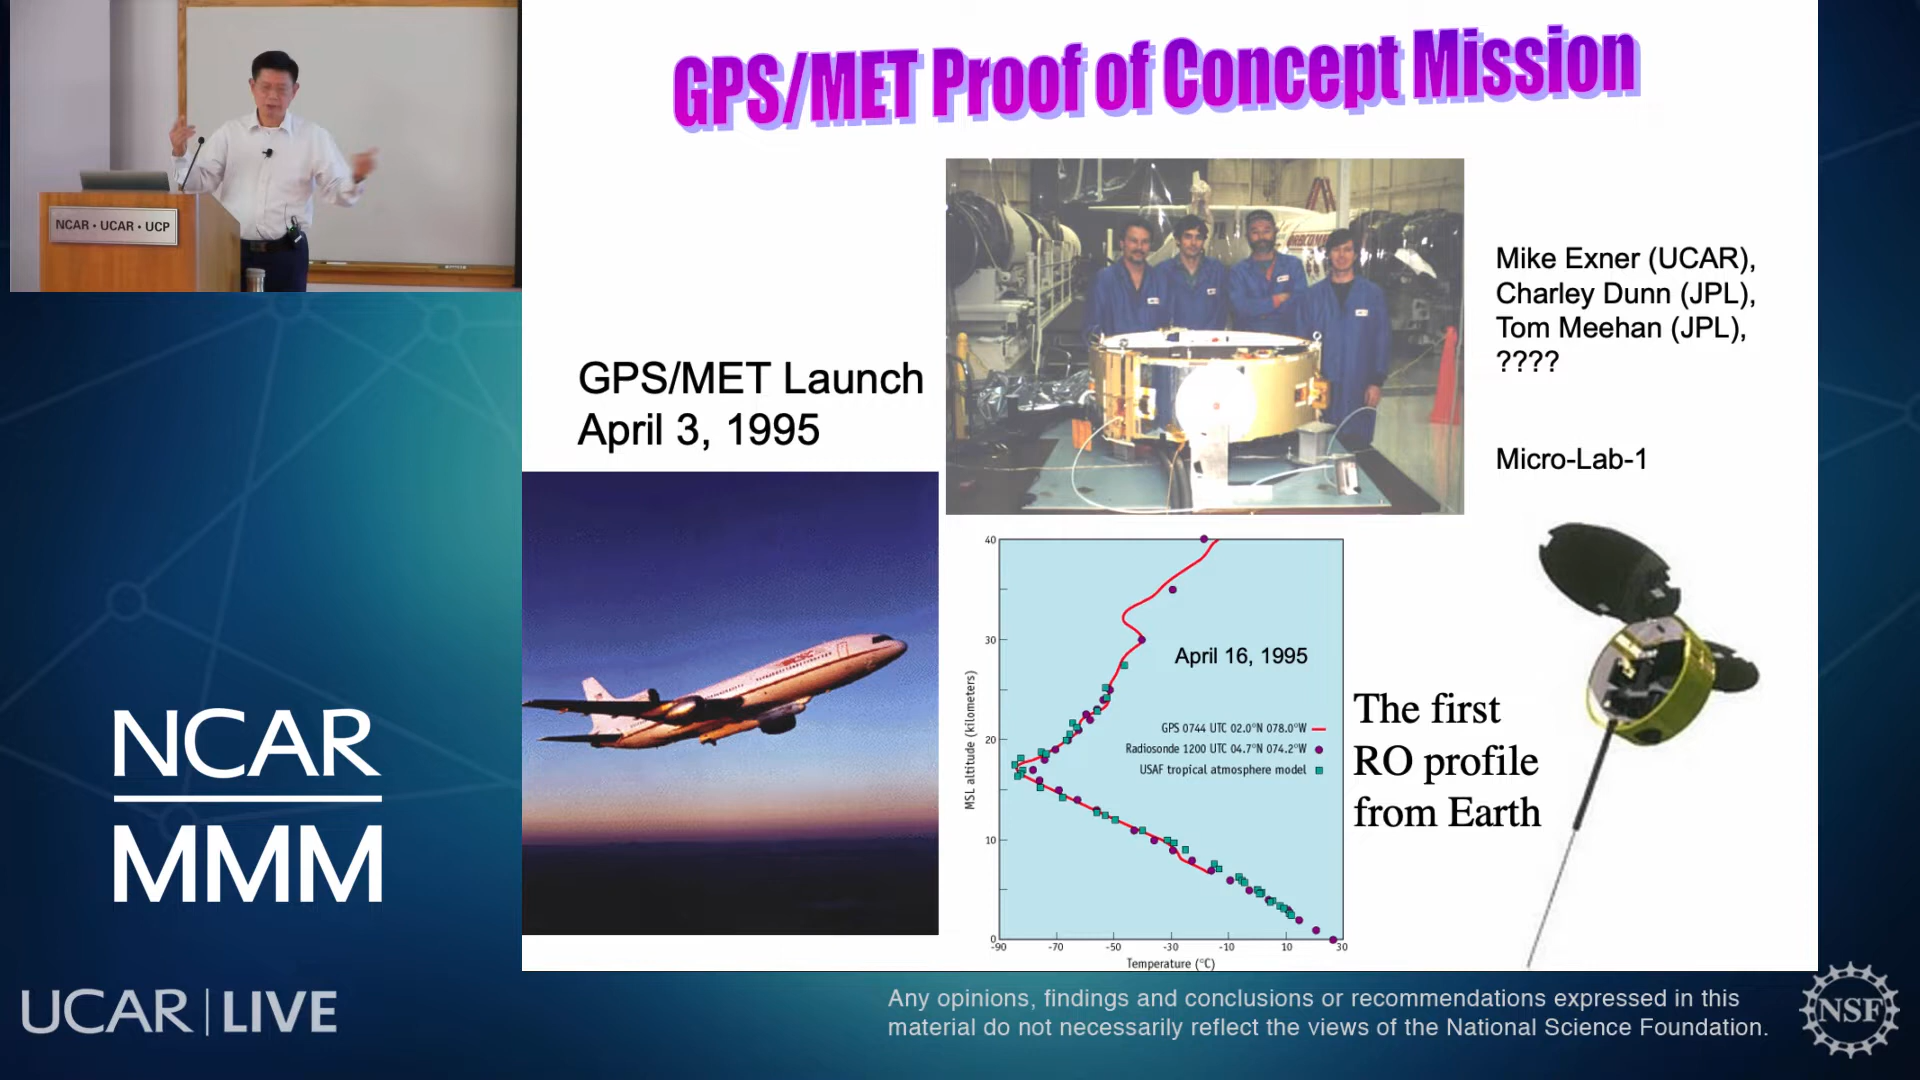 GPS/MET Proof of Concept Mission
NCAR • UCAR • UCP
Mike Exner (UCAR),
Charley Dunn (JPL),
Tom Meehan (JPL),
????
GPS/MET Launch
April 3, 1995
Micro-Lab-1
40
30
20
10
0
MSL altitude (kilometers)
April 16, 1995
GPS 0744 UTC 02.0°N 078.0°W
Radiosonde 1200 UTC 04.7°N 074.2°W
USAF tropical atmosphere model
-90 -70 -50 -30 -10 10 30
Temperature (°C)
The first
RO profile
from Earth
NCAR
MMM
UCAR | LIVE
Any opinions, findings and conclusions or recommendations expressed in this
material do not necessarily reflect the views of the National Science Foundation.
NSF